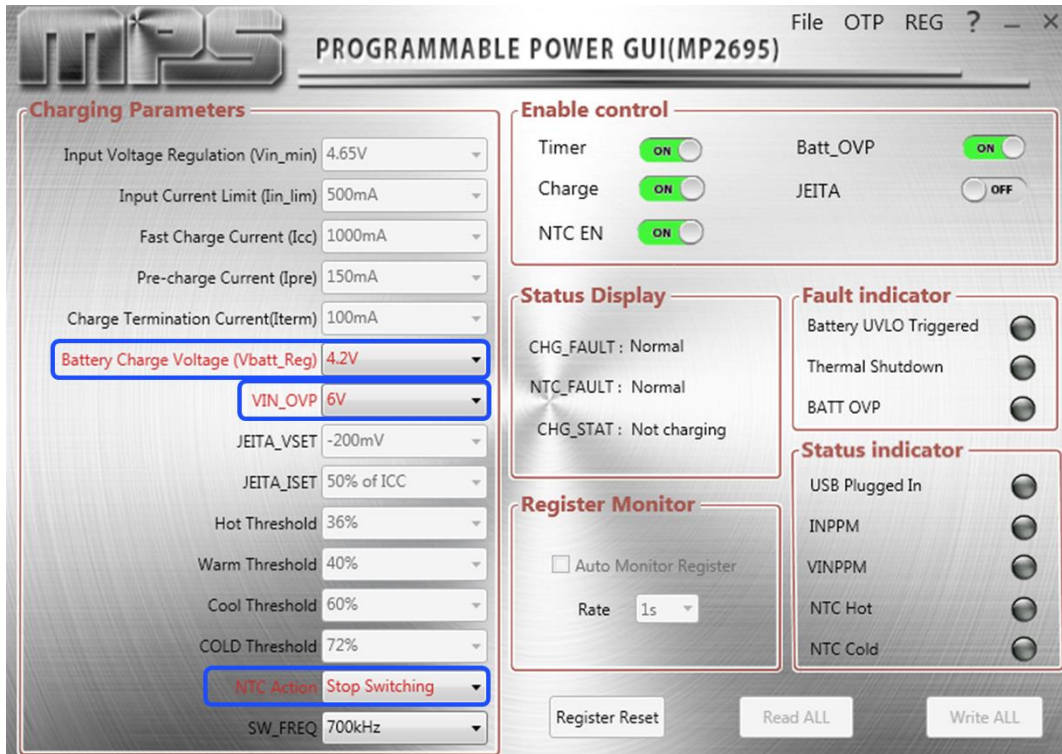 MPS
File OTP REG ?
PROGRAMMABLE POWER GUI(MP2695)
Charging Parameters
Input Voltage Regulation (Vin_min) 4.65V
Input Current Limit (Iin_lim) 500mA
Fast Charge Current (Icc) 1000mA
Pre-charge Current (Ipre) 150mA
Charge Termination Current(Iterm) 100mA
Battery Charge Voltage (Vbatt_Reg) 4.2V
VIN_OVP 6V
JEITA_VSET -200mV
JEITA_ISET 50% of ICC
Hot Threshold 36%
Warm Threshold 40%
Cool Threshold 60%
COLD Threshold 72%
NTC Action Stop Switching
SW_FREQ 700kHz
Enable control
Timer ON Batt_OVP ON
Charge ON JEITA OFF
NTC EN ON
Status Display
CHG_FAULT : Normal
NTC_FAULT : Normal
CHG_STAT : Not charging
Fault indicator
Battery UVLO Triggered
Thermal Shutdown
BATT OVP
Register Monitor
Auto Monitor Register
Rate 1s
Status indicator
USB Plugged In
INPPM
VINPPM
NTC Hot
NTC Cold
Register Reset Read ALL Write ALL